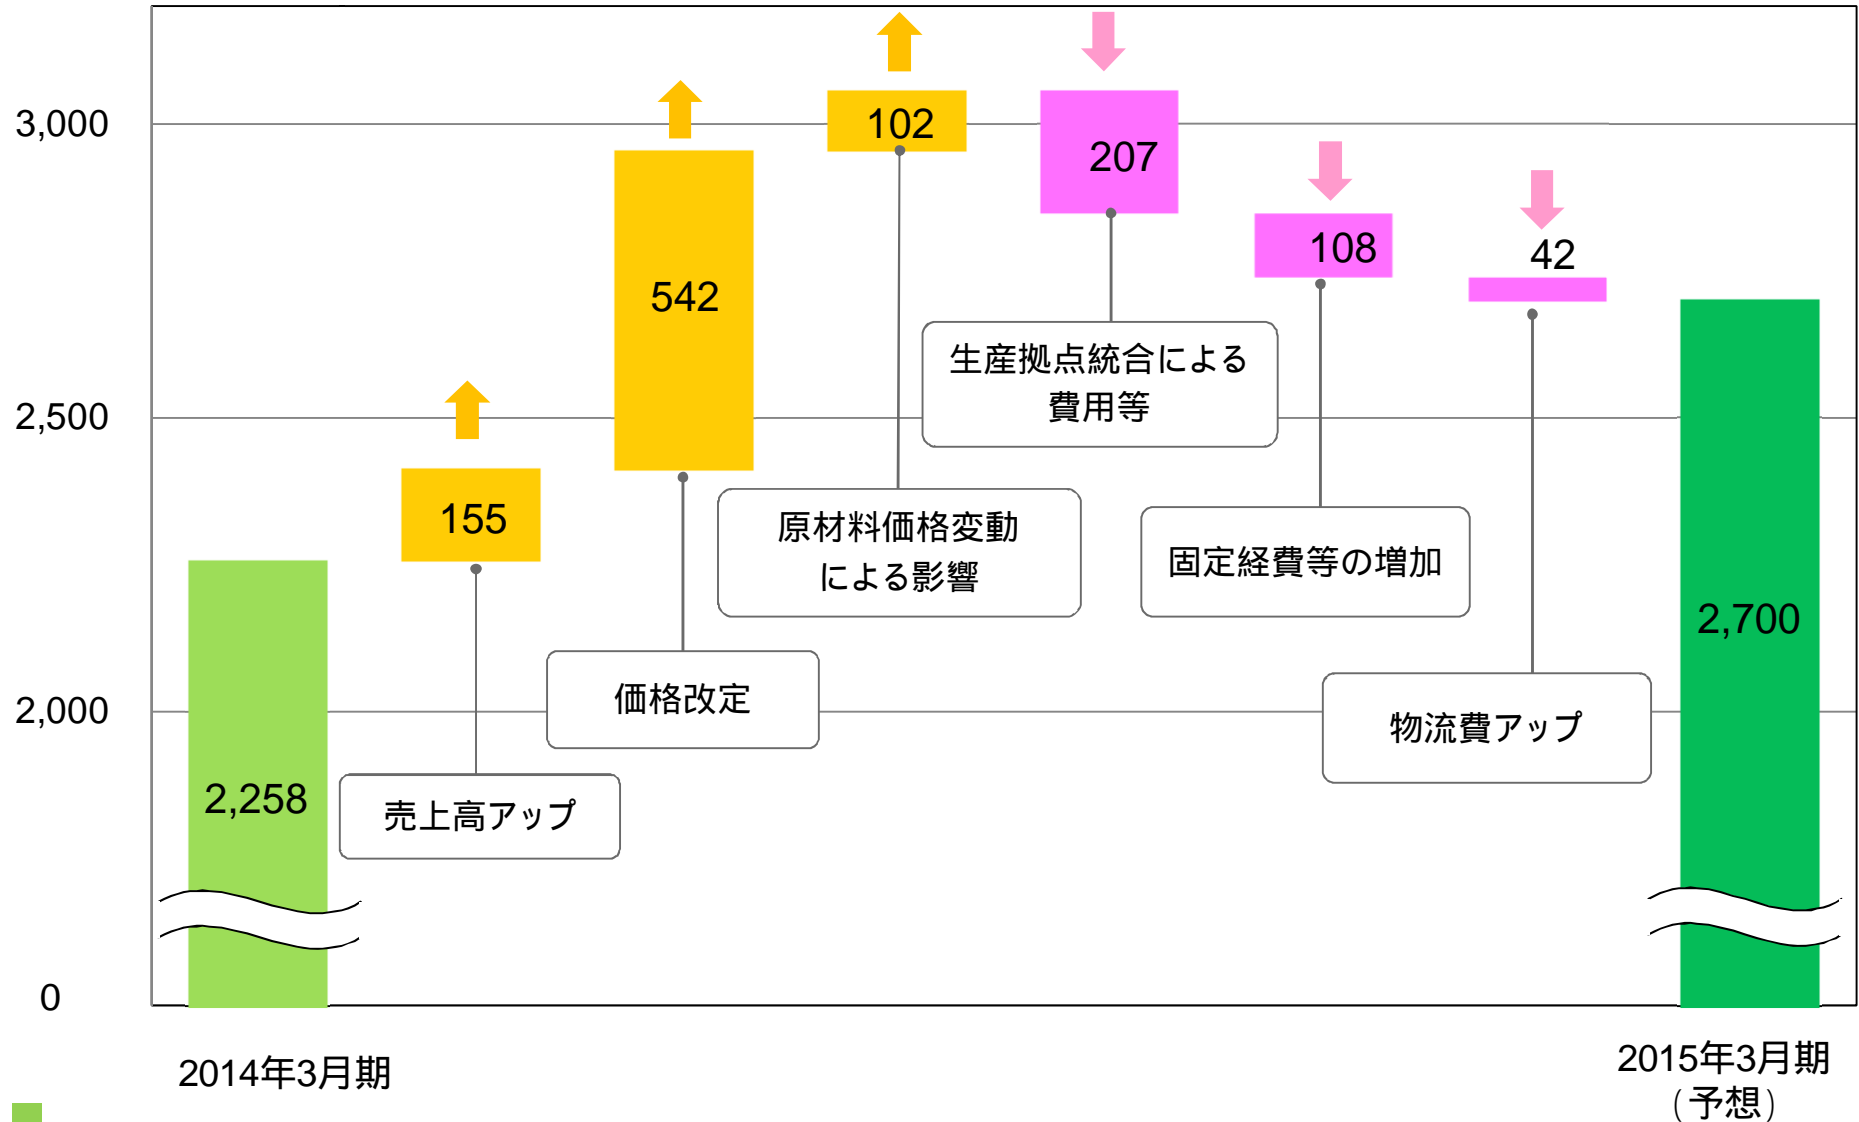 3,000
2,500
2,000
0
2,258
155
542
102
207
108
42
2,700
売上高アップ
価格改定
原材料価格変動
による影響
生産拠点統合による
費用等
固定経費等の増加
物流費アップ
2014年3月期
2015年3月期
(予想)